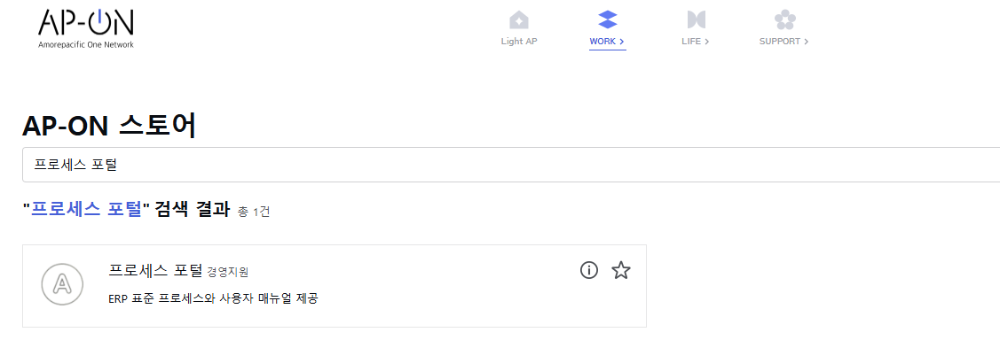 AP-ON
Amorepacific One Network
Light AP
WORK >
LIFE >
SUPPORT >
AP-ON 스토어
프로세스 포털
"프로세스 포털" 검색 결과 총 1건
A
프로세스 포털 경영지원
ERP 표준 프로세스와 사용자 매뉴얼 제공